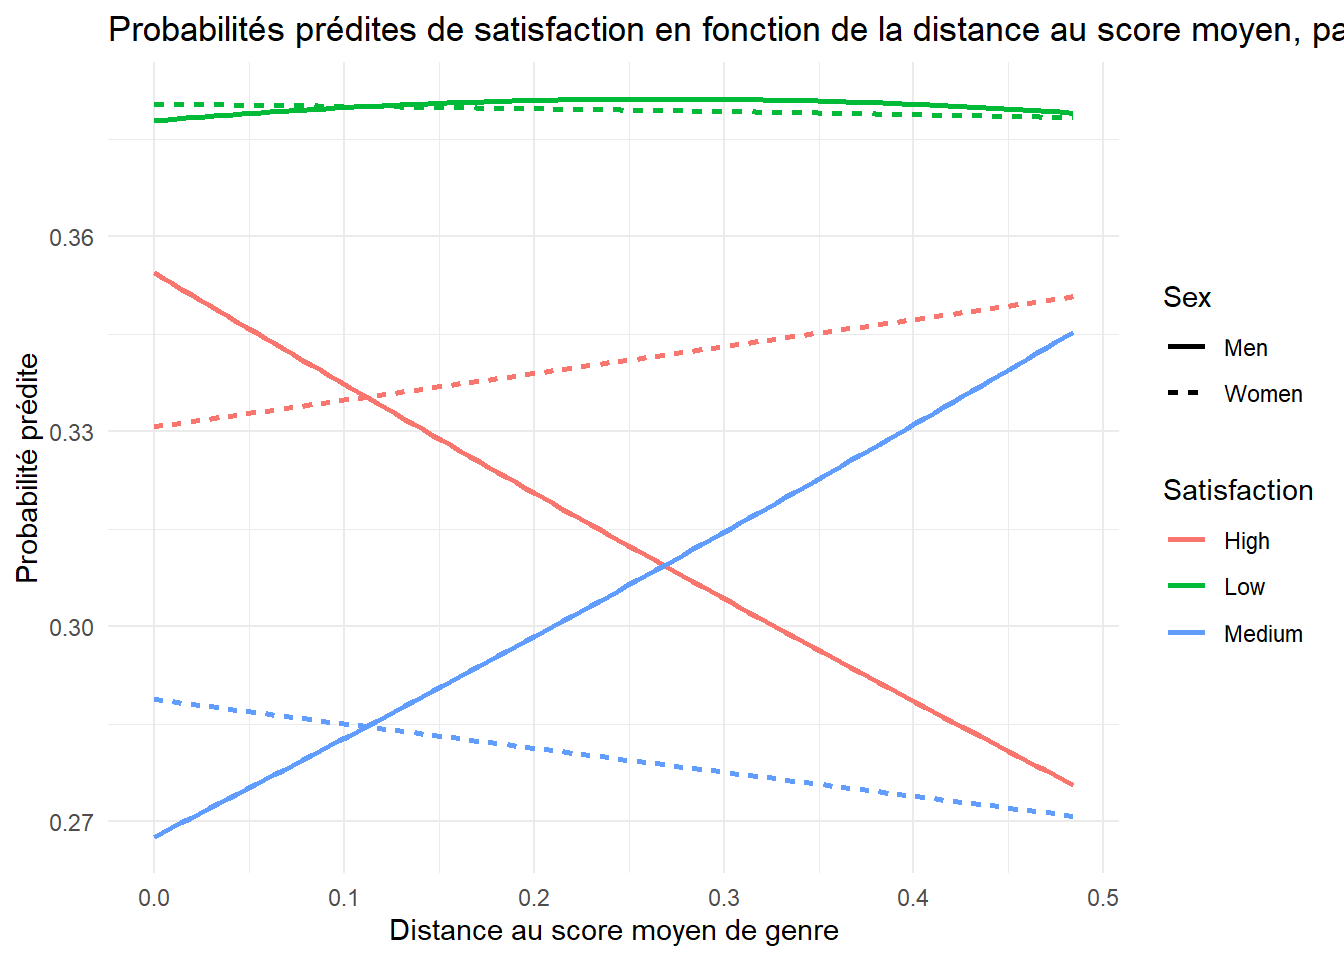 Probabilités prédites de satisfaction en fonction de la distance au score moyen, pa
Probabilité prédite
0.36
0.33
0.30
0.27
0.0 0.1 0.2 0.3 0.4 0.5
Distance au score moyen de genre
Sex
Men
Women
Satisfaction
High
Low
Medium